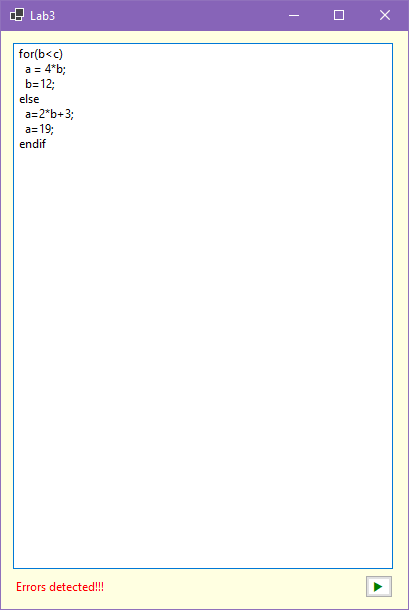 Lab3
for(b<c)
  a = 4*b;
  b=12;
else
  a=2*b+3;
  a=19;
endif
Errors detected!!!